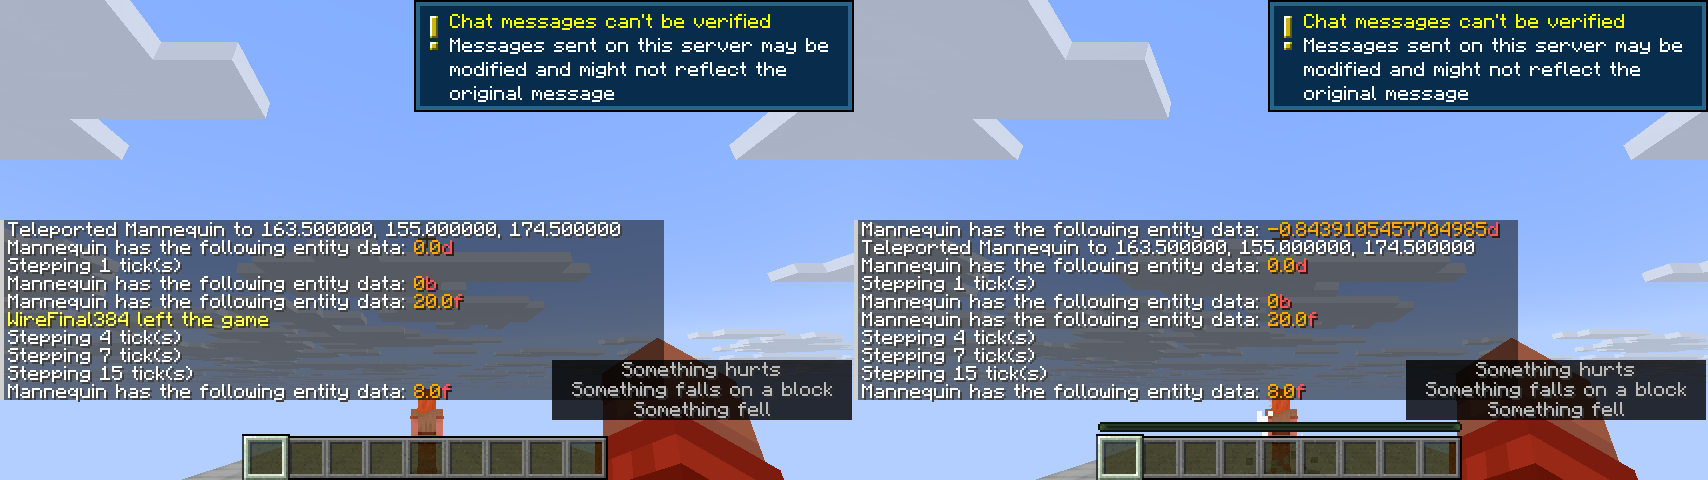 Chat messages can't be verified
Messages sent on this server may be
modified and might not reflect the
original message
Teleported Mannequin to 163.500000, 155.000000, 174.500000
Mannequin has the following entity data: 0.0d
Stepping 1 tick(s)
Mannequin has the following entity data: 0b
Mannequin has the following entity data: 20.0f
WireFinal384 left the game
Stepping 4 tick(s)
Stepping 7 tick(s)
Stepping 15 tick(s)
Mannequin has the following entity data: 8.0f
Something hurts
Something falls on a block
Something fell
Chat messages can't be verified
Messages sent on this server may be
modified and might not reflect the
original message
Mannequin has the following entity data: -0.8439105457704985d
Teleported Mannequin to 163.500000, 155.000000, 174.500000
Mannequin has the following entity data: 0.0d
Stepping 1 tick(s)
Mannequin has the following entity data: 0b
Mannequin has the following entity data: 20.0f
Stepping 4 tick(s)
Stepping 7 tick(s)
Stepping 15 tick(s)
Mannequin has the following entity data: 8.0f
Something hurts
Something falls on a block
Something fell